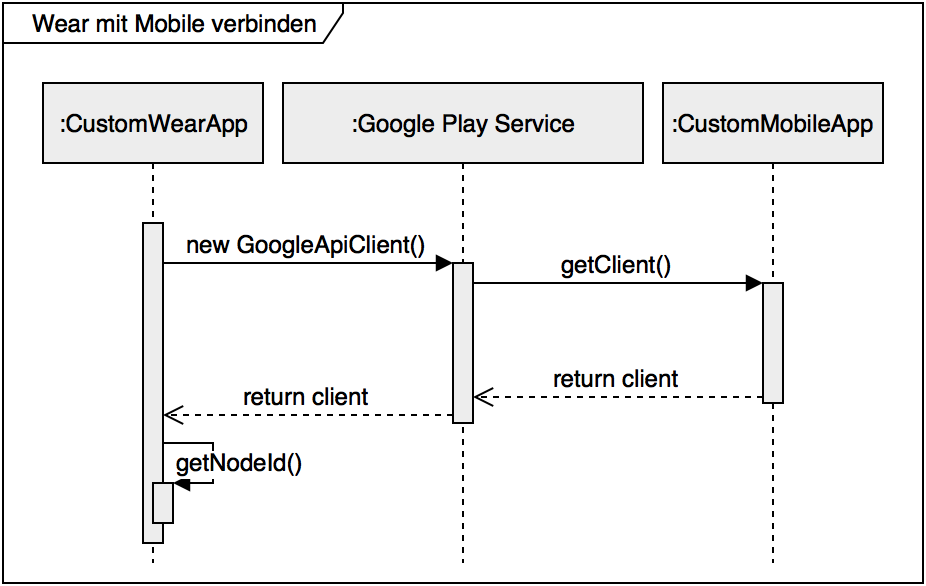 Wear mit Mobile verbinden
:CustomWearApp
:Google Play Service
:CustomMobileApp
new GoogleApiClient()
getClient()
return client
return client
getNodeId()